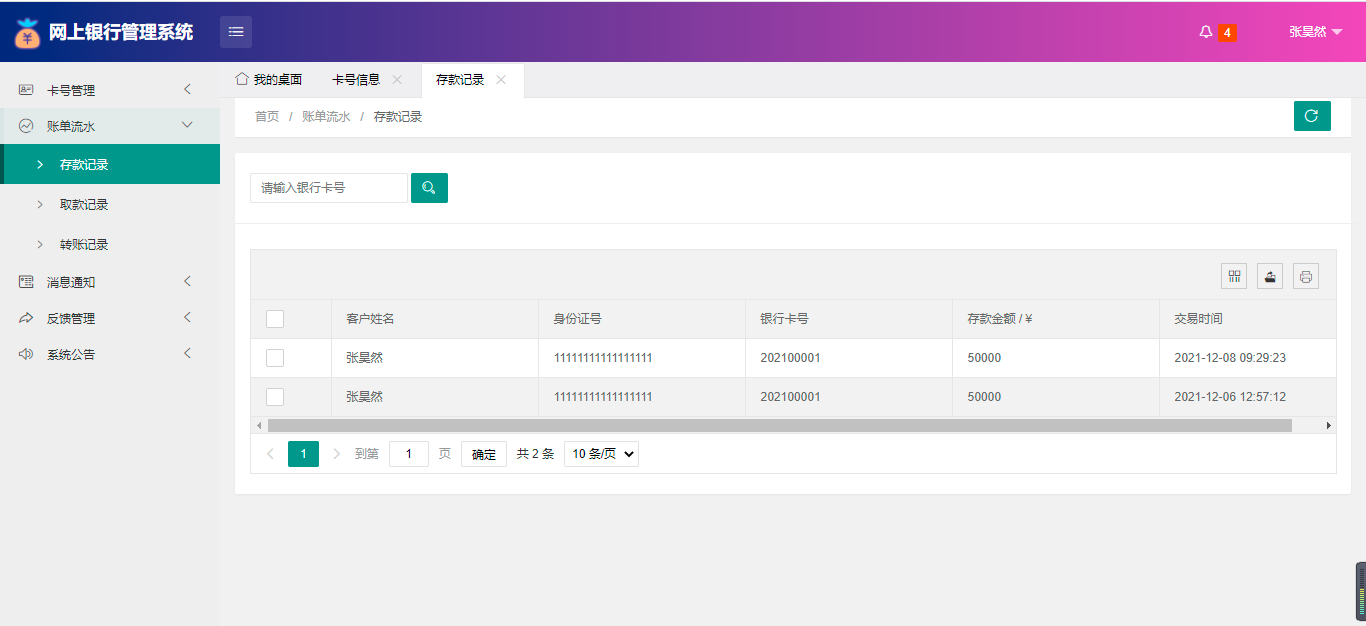 网上银行管理系统
4
张昊然
卡号管理
账单流水
存款记录
取款记录
转账记录
消息通知
反馈管理
系统公告
我的桌面 卡号信息 存款记录
首页 / 账单流水 / 存款记录
请输入银行卡号
客户姓名 身份证号 银行卡号 存款金额 / ¥ 交易时间
张昊然 11111111111111111 202100001 50000 2021-12-08 09:29:23
张昊然 11111111111111111 202100001 50000 2021-12-06 12:57:12
1 到第 1 页 确定 共 2 条 10 条/页